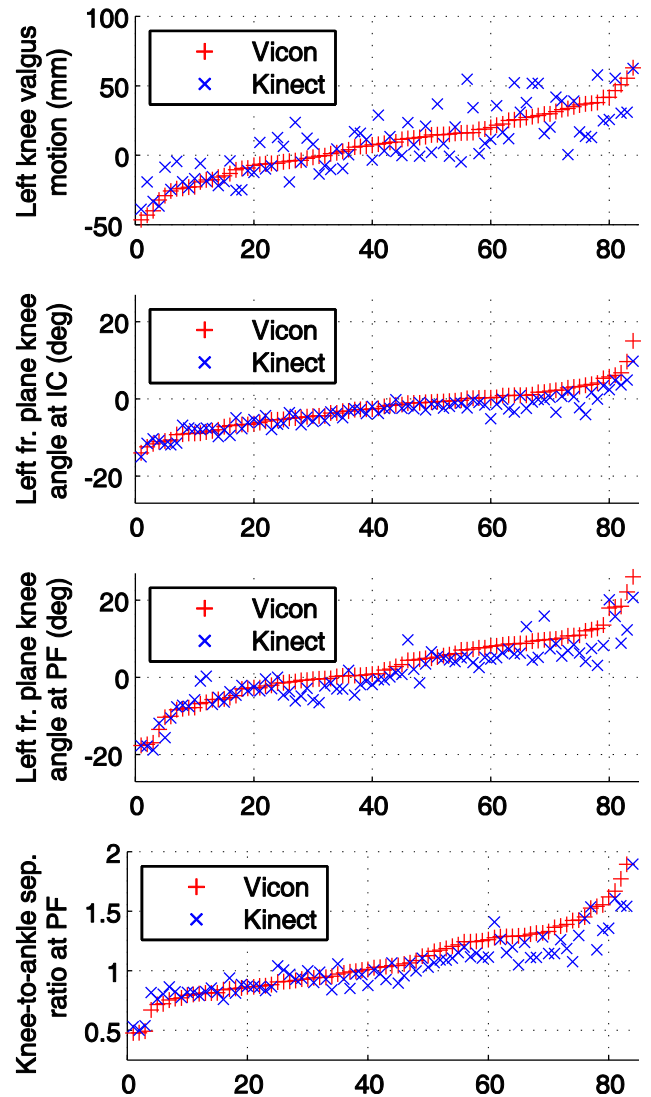 Left knee valgus
motion (mm)
100
50
0
-50
Vicon
Kinect
20
40
60
80
0
Left fr. plane knee
angle at IC (deg)
20
0
-20
Vicon
Kinect
0
20
40
60
80
Left fr. plane knee
angle at PF (deg)
20
0
-20
Vicon
Kinect
0
20
40
60
80
Knee-to-ankle sep.
ratio at PF
2
1.5
1
0.5
Vicon
Kinect
0
20
40
60
80